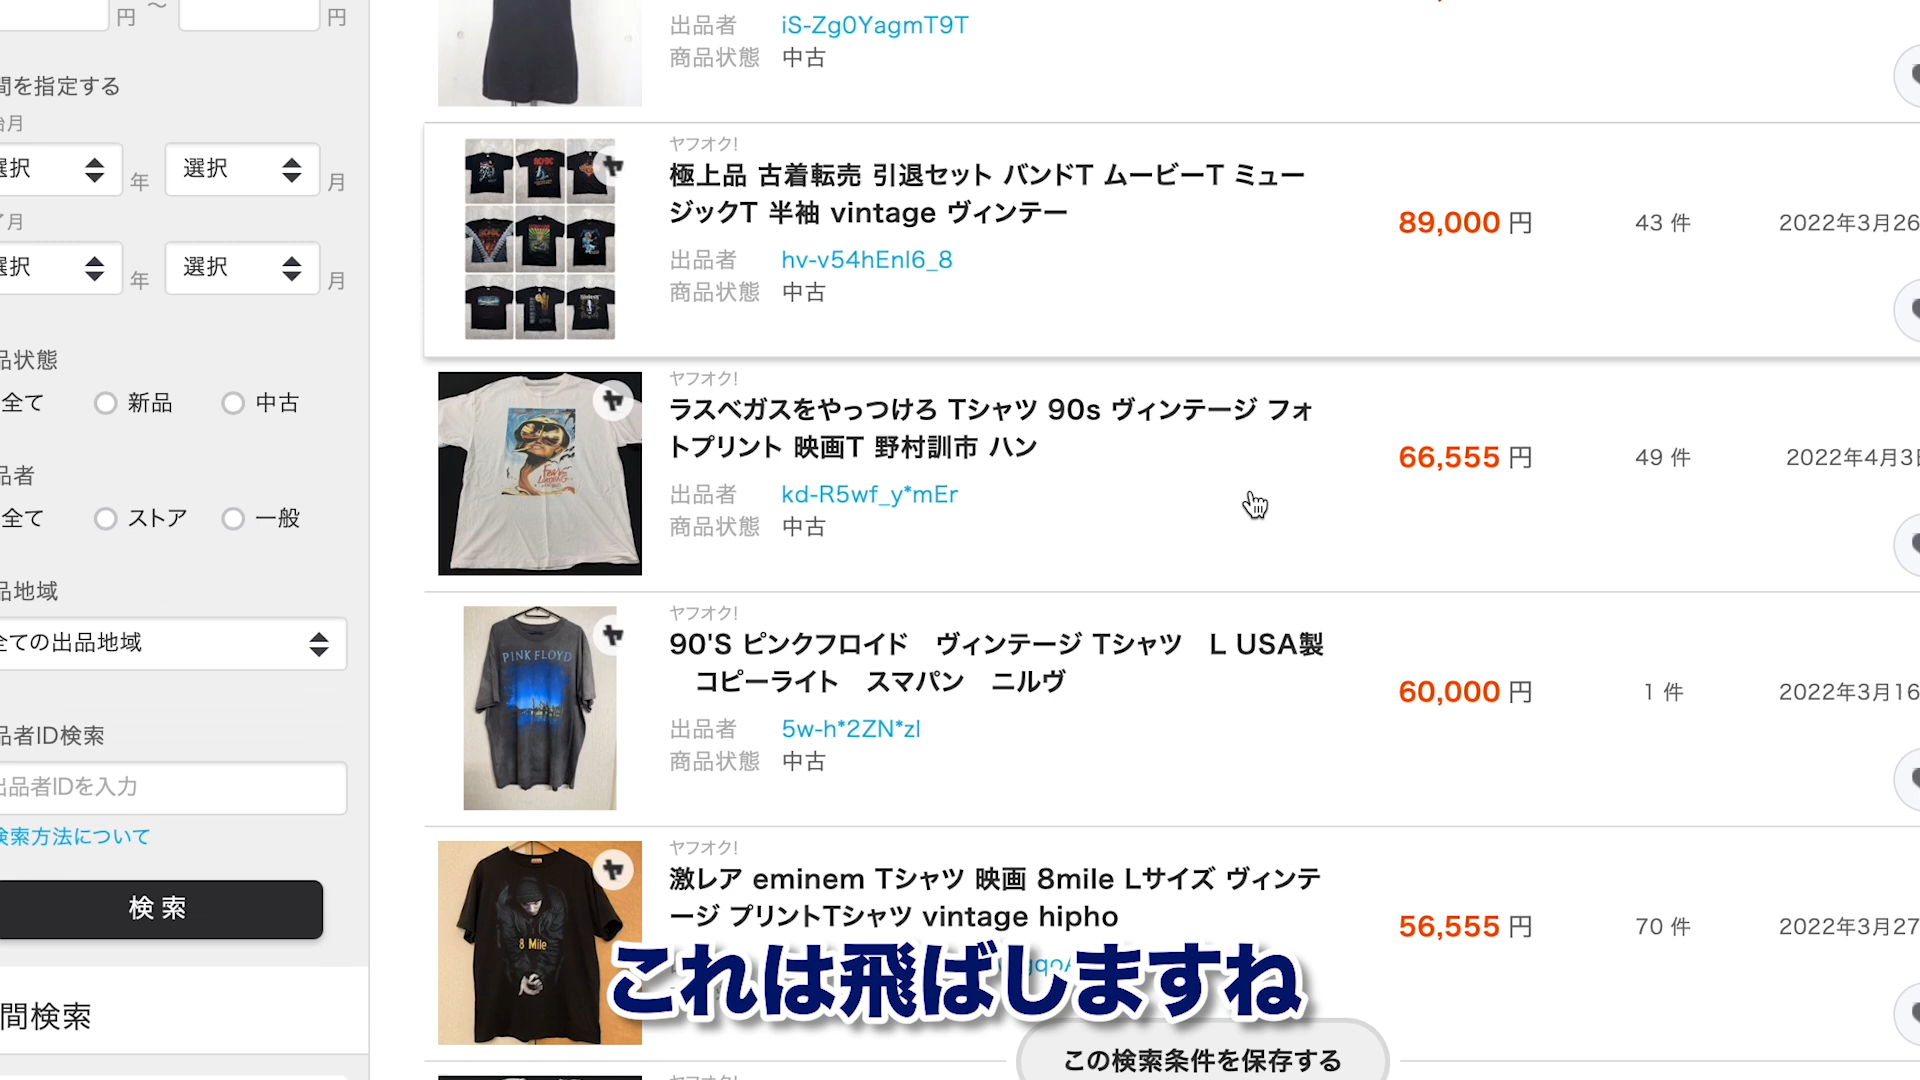 円 ～ 円
間を指定する
選択 年 選択 月
選択 年 選択 月
品状態
全て 新品 中古
品者
全て ストア 一般
品地域
全ての出品地域
品者ID検索
出品者IDを入力
検索方法について
検索
間検索
出品者 iS-Zg0YagmT9T
商品状態 中古
ヤフオク!
極上品 古着転売 引退セット バンドT ムービーT ミュー
ジックT 半袖 vintage ヴィンテー
出品者 hv-v54hEnl6_8
商品状態 中古
89,000 円
43 件
2022年3月26
ヤフオク!
ラスベガスをやっつけろ Tシャツ 90s ヴィンテージ フォ
トプリント 映画T 野村訓市 ハン
出品者 kd-R5wf_y*mEr
商品状態 中古
66,555 円
49 件
2022年4月3日
ヤフオク!
PINK FLOYD
90'S ピンクフロイド　ヴィンテージ Tシャツ　L USA製
コピーライト　スマパン　ニルヴ
出品者 5w-h*2ZN*zl
商品状態 中古
60,000 円
1 件
2022年3月16
ヤフオク!
8 Mile
激レア eminem Tシャツ 映画 8mile Lサイズ ヴィンテ
ージ プリントTシャツ vintage hipho
56,555 円
70 件
2022年3月27
これは飛ばしますね
この検索条件を保存する